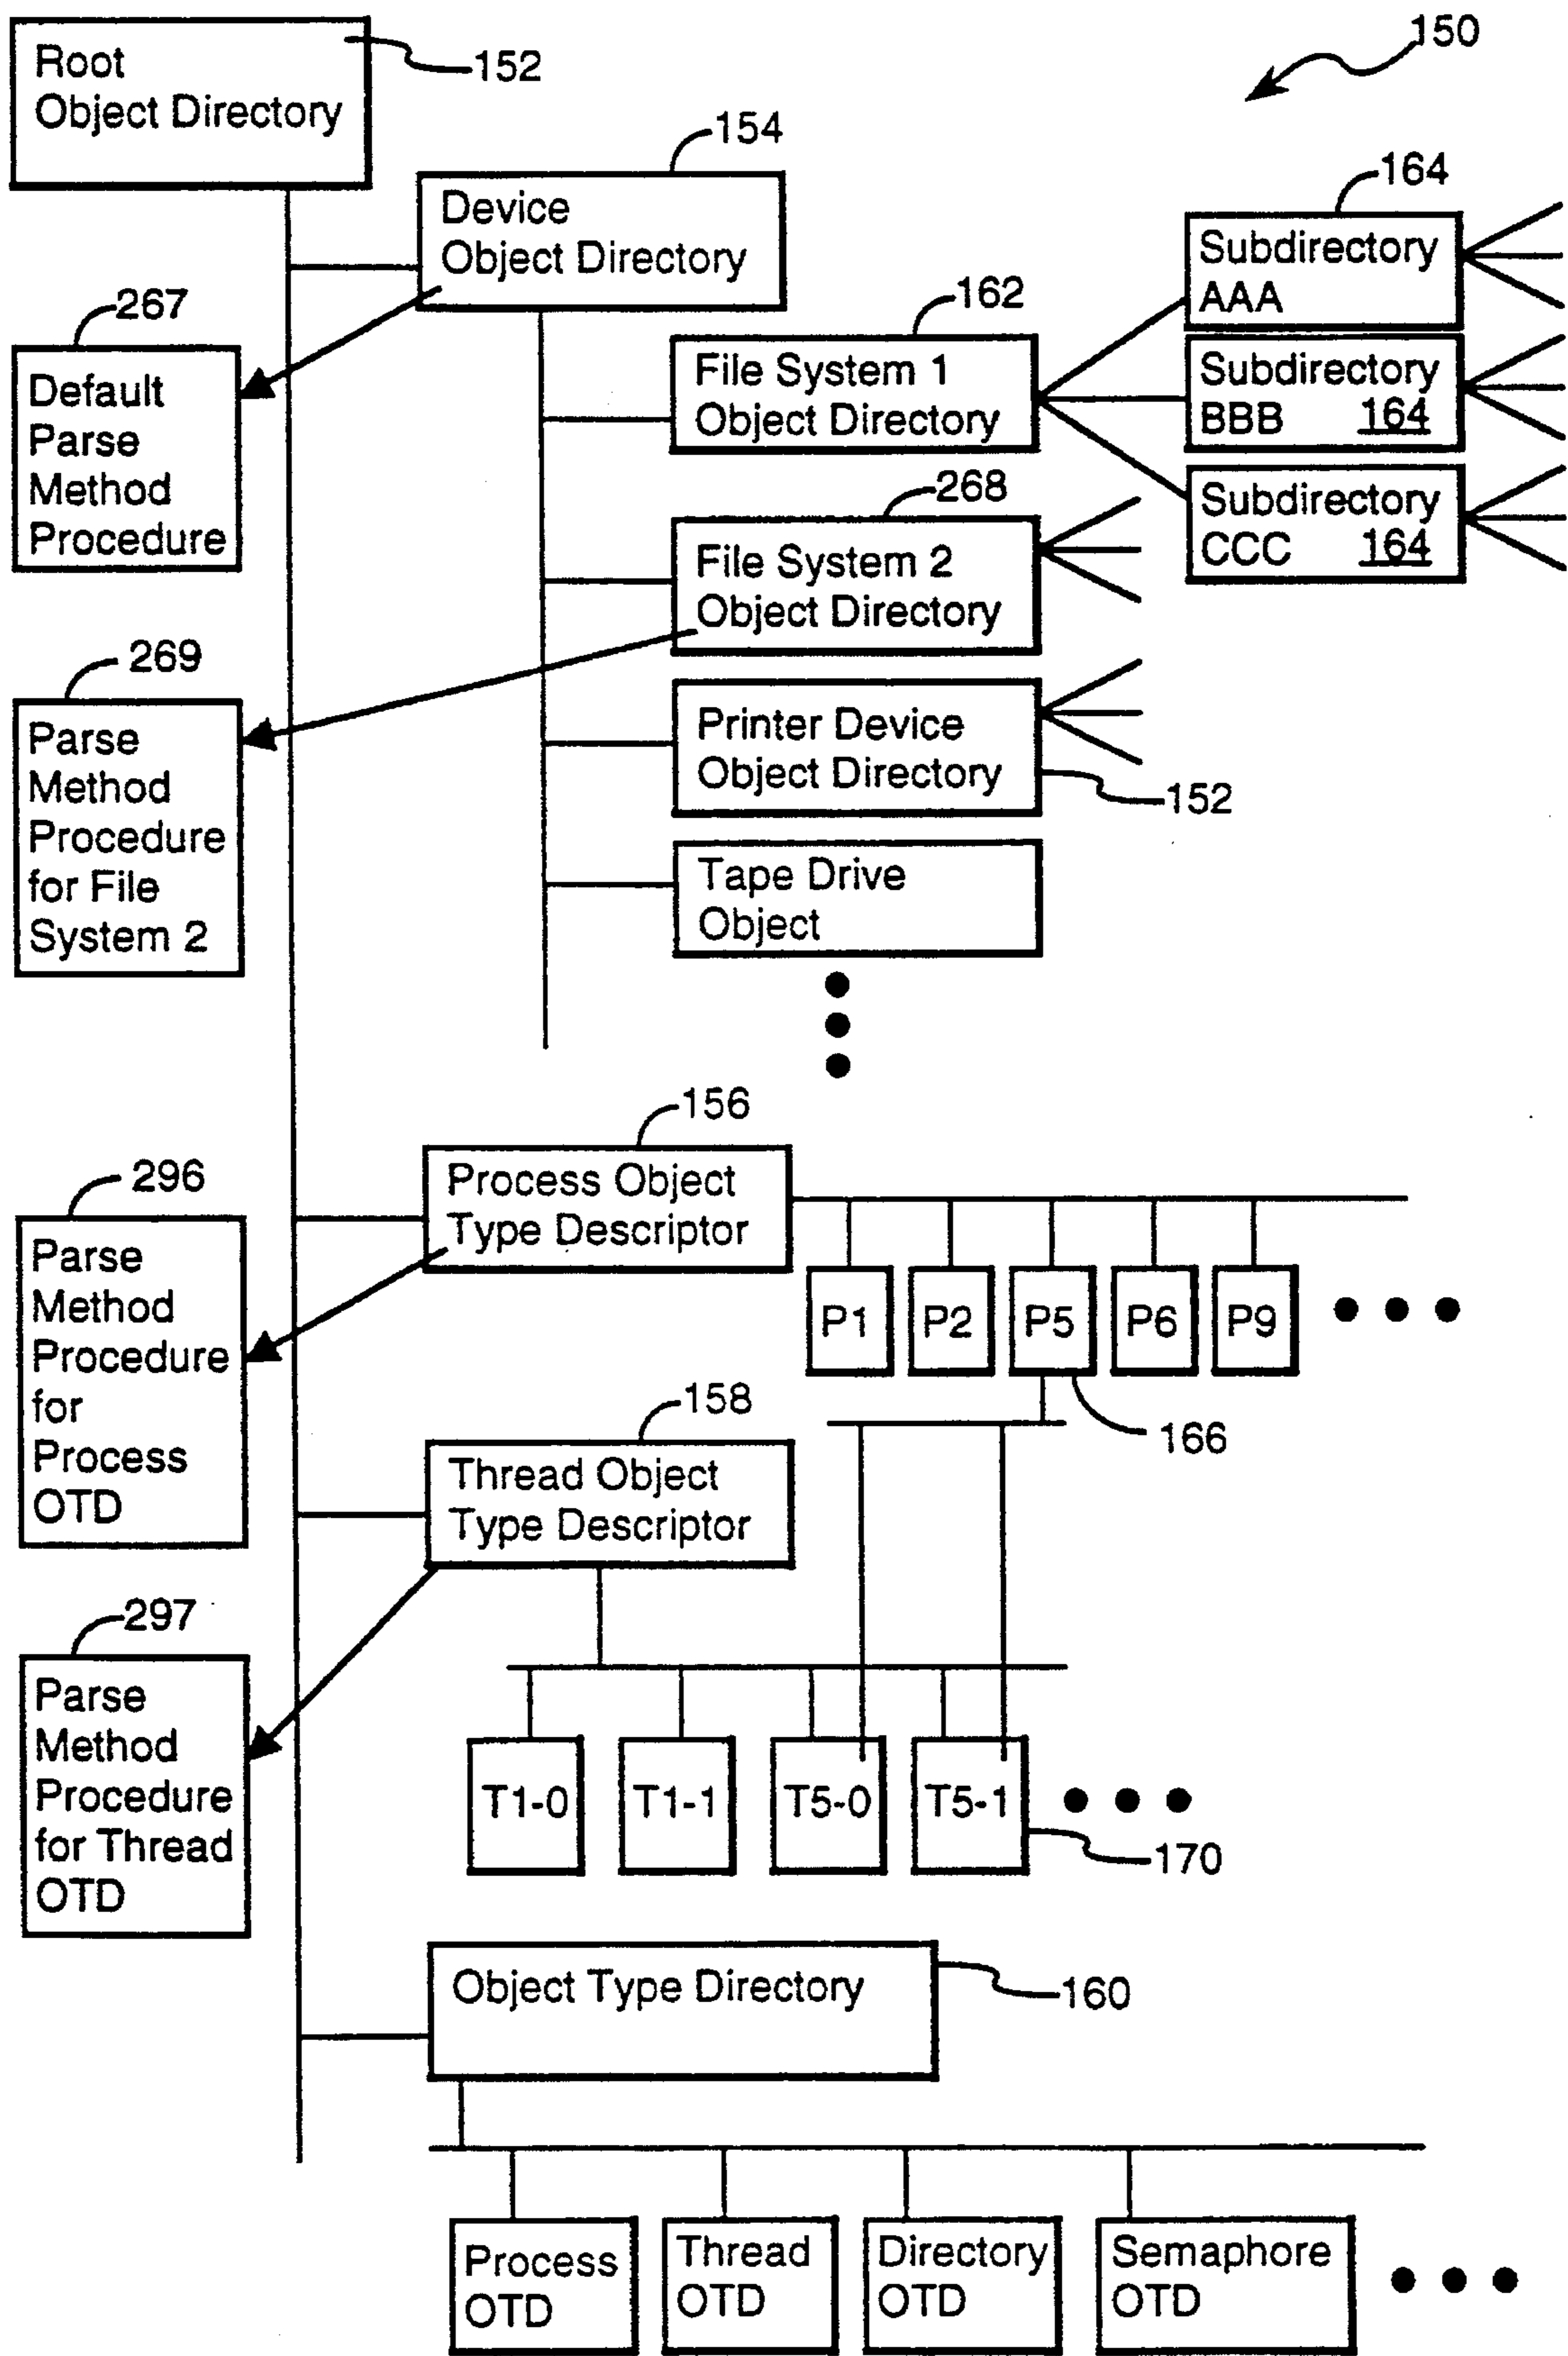 150
Root
Object Directory
152
154
Device
Object Directory
164
Subdirectory
AAA
162
File System 1
Object Directory
Subdirectory
BBB 164
Subdirectory
CCC 164
267
Default
Parse
Method
Procedure
268
File System 2
Object Directory
269
Parse
Method
Procedure
for File
System 2
Printer Device
Object Directory
152
Tape Drive
Object
156
Process Object
Type Descriptor
296
Parse
Method
Procedure
for
Process
OTD
P1 P2 P5 P6 P9
166
158
Thread Object
Type Descriptor
297
Parse
Method
Procedure
for Thread
OTD
T1-0 T1-1 T5-0 T5-1
170
Object Type Directory
160
Process
OTD
Thread
OTD
Directory
OTD
Semaphore
OTD